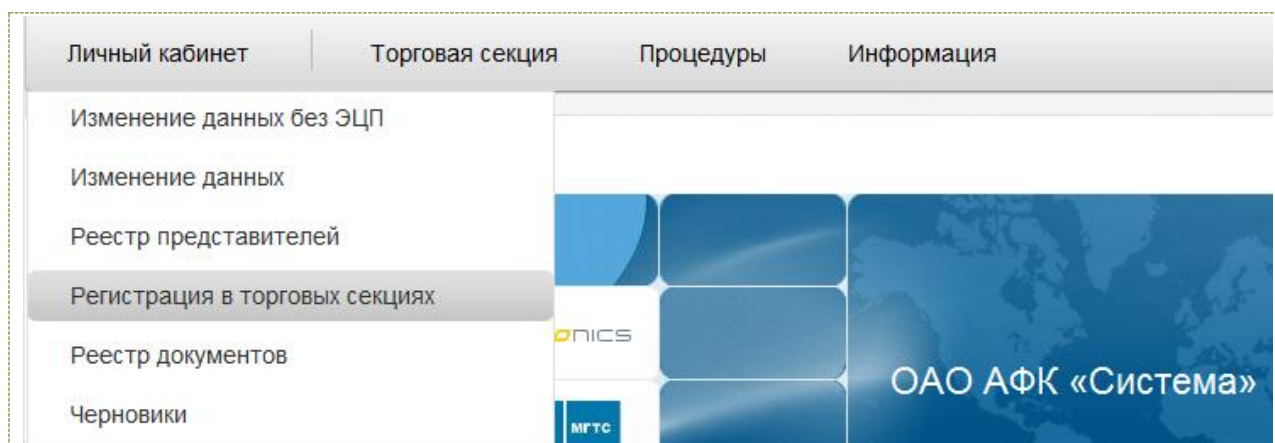 Личный кабинет Торговая секция Процедуры Информация
Изменение данных без ЭЦП
Изменение данных
Реестр представителей
Регистрация в торговых секциях
Реестр документов
Черновики
ОАО АФК «Система»
мгтс